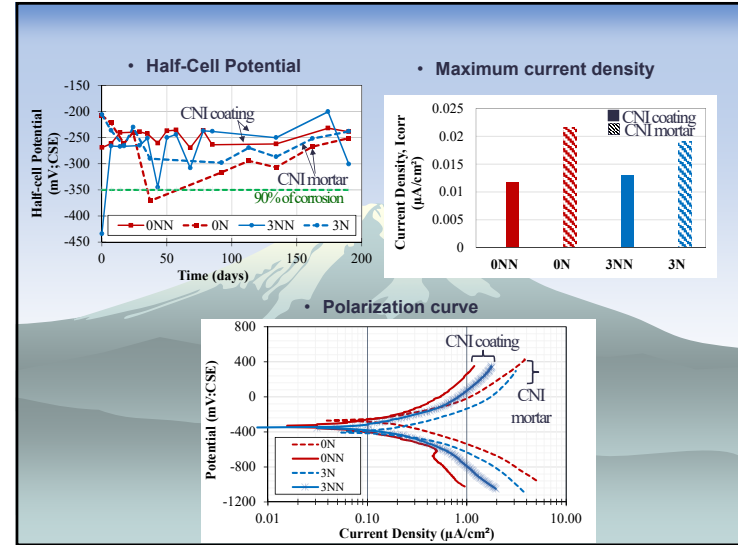 • Half-Cell Potential
-150
-200
-250
-300
-350
-400
-450
Half-cell Potential
(mV:CSE)
CNI coating
CNI mortar
90% of corrosion
0NN
0N
3NN
3N
0
50
100
150
200
Time (days)
• Maximum current density
0.025
0.02
0.015
0.01
0.005
0
Current Density, Icorr
(µA/cm²)
CNI coating
CNI mortar
0NN
0N
3NN
3N
• Polarization curve
800
400
0
-400
-800
-1200
Potential (mV:CSE)
CNI coating
CNI
mortar
0N
0NN
3N
3NN
0.01
0.10
1.00
10.00
Current Density (µA/cm²)